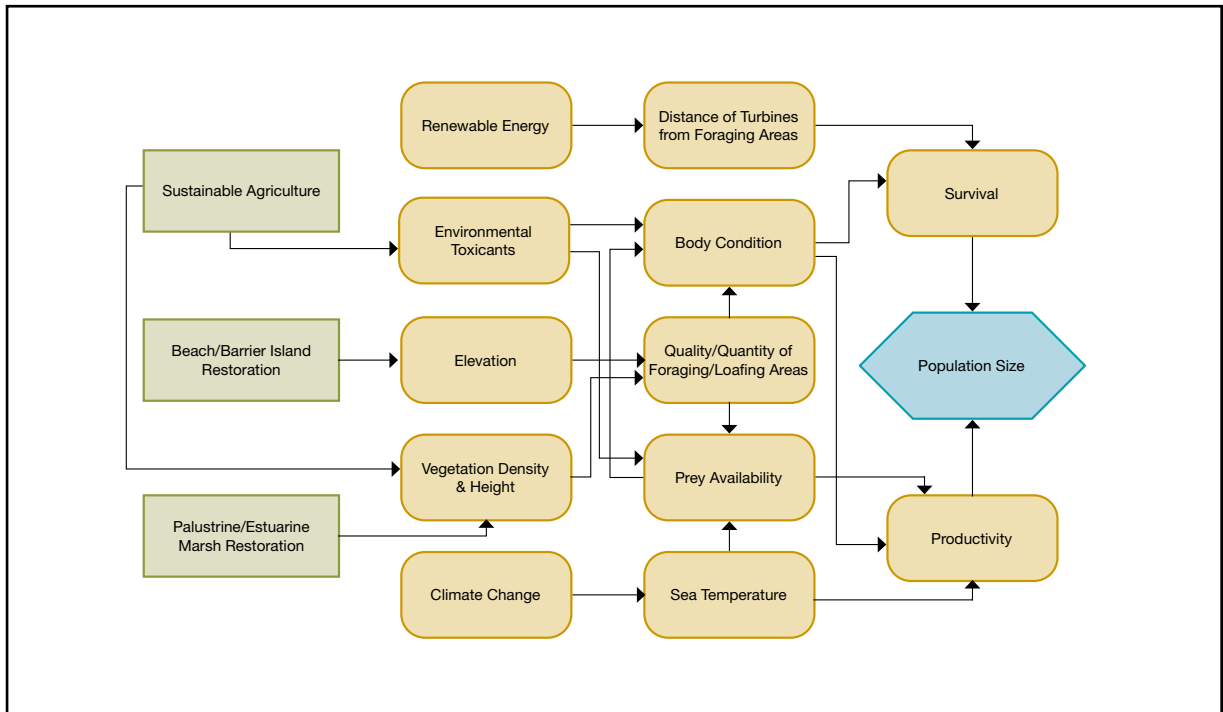 Renewable Energy
Distance of Turbines
from Foraging Areas
Sustainable Agriculture
Survival
Environmental
Toxicants
Body Condition
Beach/Barrier Island
Restoration
Elevation
Quality/Quantity of
Foraging/Loafing Areas
Population Size
Vegetation Density
& Height
Prey Availability
Palustrine/Estuarine
Marsh Restoration
Productivity
Climate Change
Sea Temperature